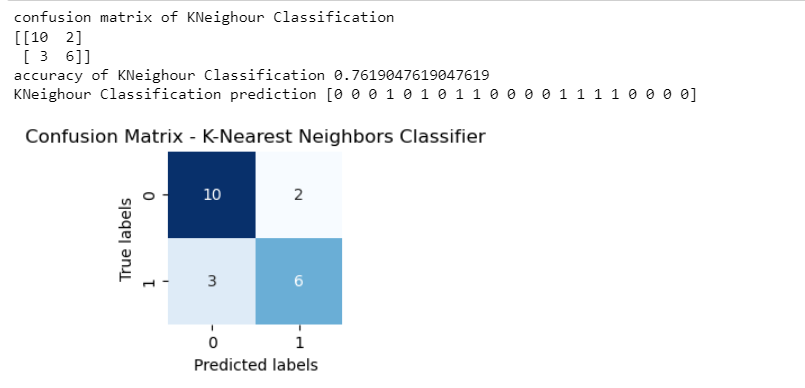 confusion matrix of KNeighour Classification
[[10  2]
 [ 3  6]]
accuracy of KNeighour Classification 0.7619047619047619
KNeighour Classification prediction [0 0 0 1 0 1 0 1 1 0 0 0 0 1 1 1 1 0 0 0 0]
Confusion Matrix - K-Nearest Neighbors Classifier
True labels
0
10
2
1
3
6
0
1
Predicted labels